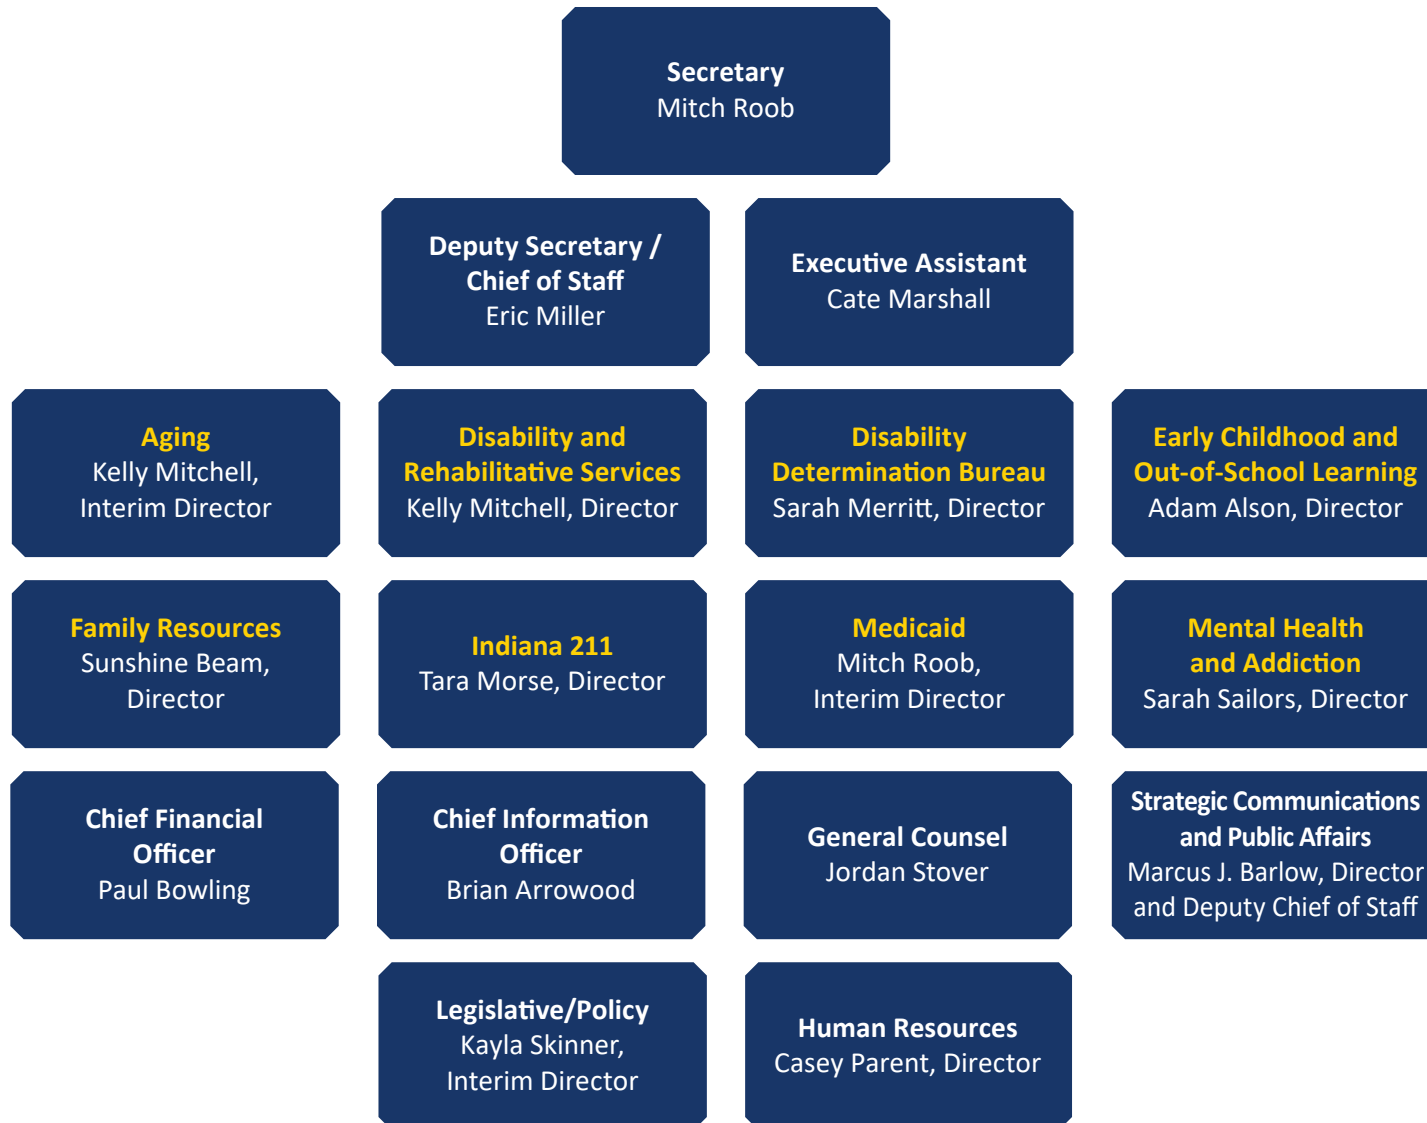 Secretary
Mitch Roob
Deputy Secretary /
Chief of Staff
Eric Miller
Executive Assistant
Cate Marshall
Aging
Kelly Mitchell,
Interim Director
Disability and
Rehabilitative Services
Kelly Mitchell, Director
Disability
Determination Bureau
Sarah Merritt, Director
Early Childhood and
Out-of-School Learning
Adam Alson, Director
Family Resources
Sunshine Beam,
Director
Indiana 211
Tara Morse, Director
Medicaid
Mitch Roob,
Interim Director
Mental Health
and Addiction
Sarah Sailors, Director
Chief Financial
Officer
Paul Bowling
Chief Information
Officer
Brian Arrowood
General Counsel
Jordan Stover
Strategic Communications
and Public Affairs
Marcus J. Barlow, Director
and Deputy Chief of Staff
Legislative/Policy
Kayla Skinner,
Interim Director
Human Resources
Casey Parent, Director